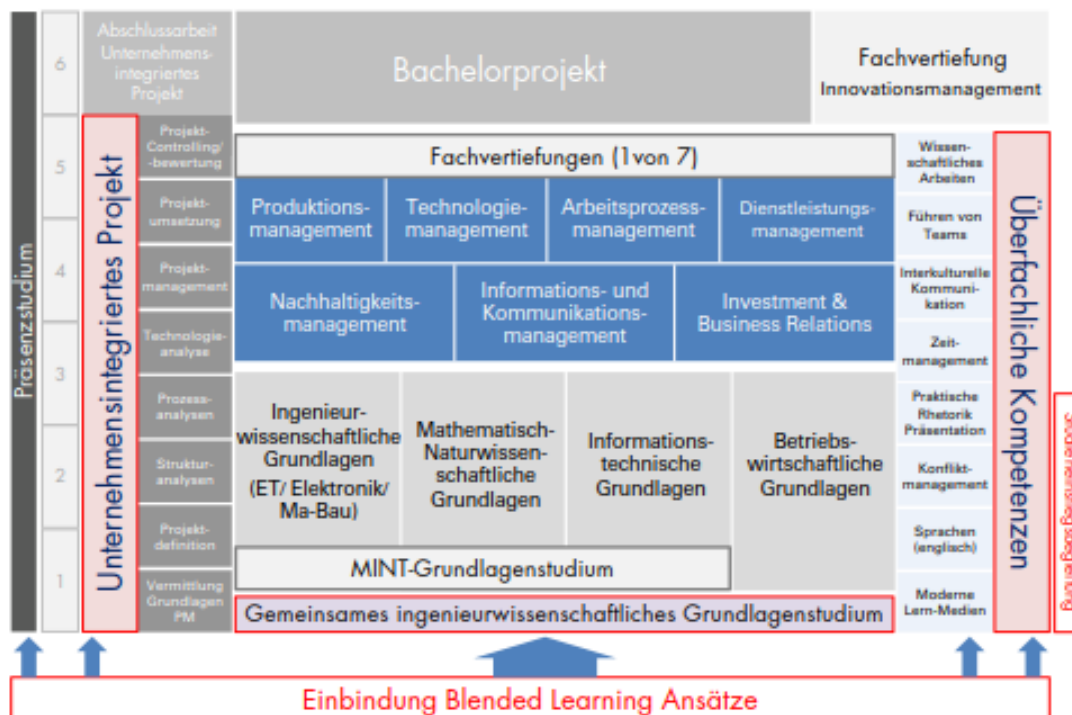 Präsenzstudium
6
5
4
3
2
1
Abschlussarbeit
Unternehmens-
integriertes
Projekt
Bachelorprojekt
Fachvertiefung
Innovationsmanagement
Unternehmensintegriertes Projekt
Projekt-
Controlling/
-bewertung
Projekt-
umsetzung
Projekt-
management
Technologie-
analyse
Prozess-
analysen
Struktur-
analysen
Projekt-
definition
Vermittlung
Grundlagen
PM
Fachvertiefungen (1von 7)
Produktions-
management
Technologie-
management
Arbeitsprozess-
management
Dienstleistungs-
management
Nachhaltigkeits-
management
Informations- und
Kommunikations-
management
Investment &
Business Relations
Ingenieur-
wissenschaftliche
Grundlagen
(ET/ Elektronik/
Ma-Bau)
Mathematisch-
Naturwissen-
schaftliche
Grundlagen
Informations-
technische
Grundlagen
Betriebs-
wirtschaftliche
Grundlagen
MINT-Grundlagenstudium
Gemeinsames ingenieurwissenschaftliches Grundlagenstudium
Wissen-
schaftliches
Arbeiten
Führen von
Teams
Interkulturelle
Kommuni-
kation
Zeit-
management
Praktische
Rhetorik
Präsentation
Konflikt-
management
Sprachen
(englisch)
Moderne
Lern-Medien
Überfachliche Kompetenzen
Einbindung Blended Learning Ansätze